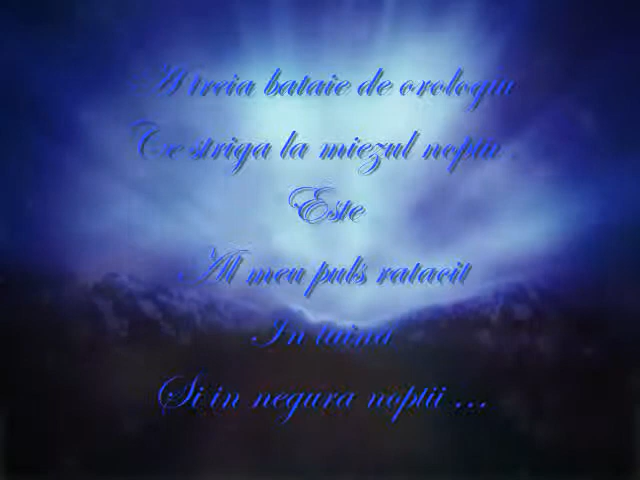 A treia bataie de orologiu
Ce striga la miezul noptii
Este
Al meu puls ratacit
In taina
Si in negura noptii ...